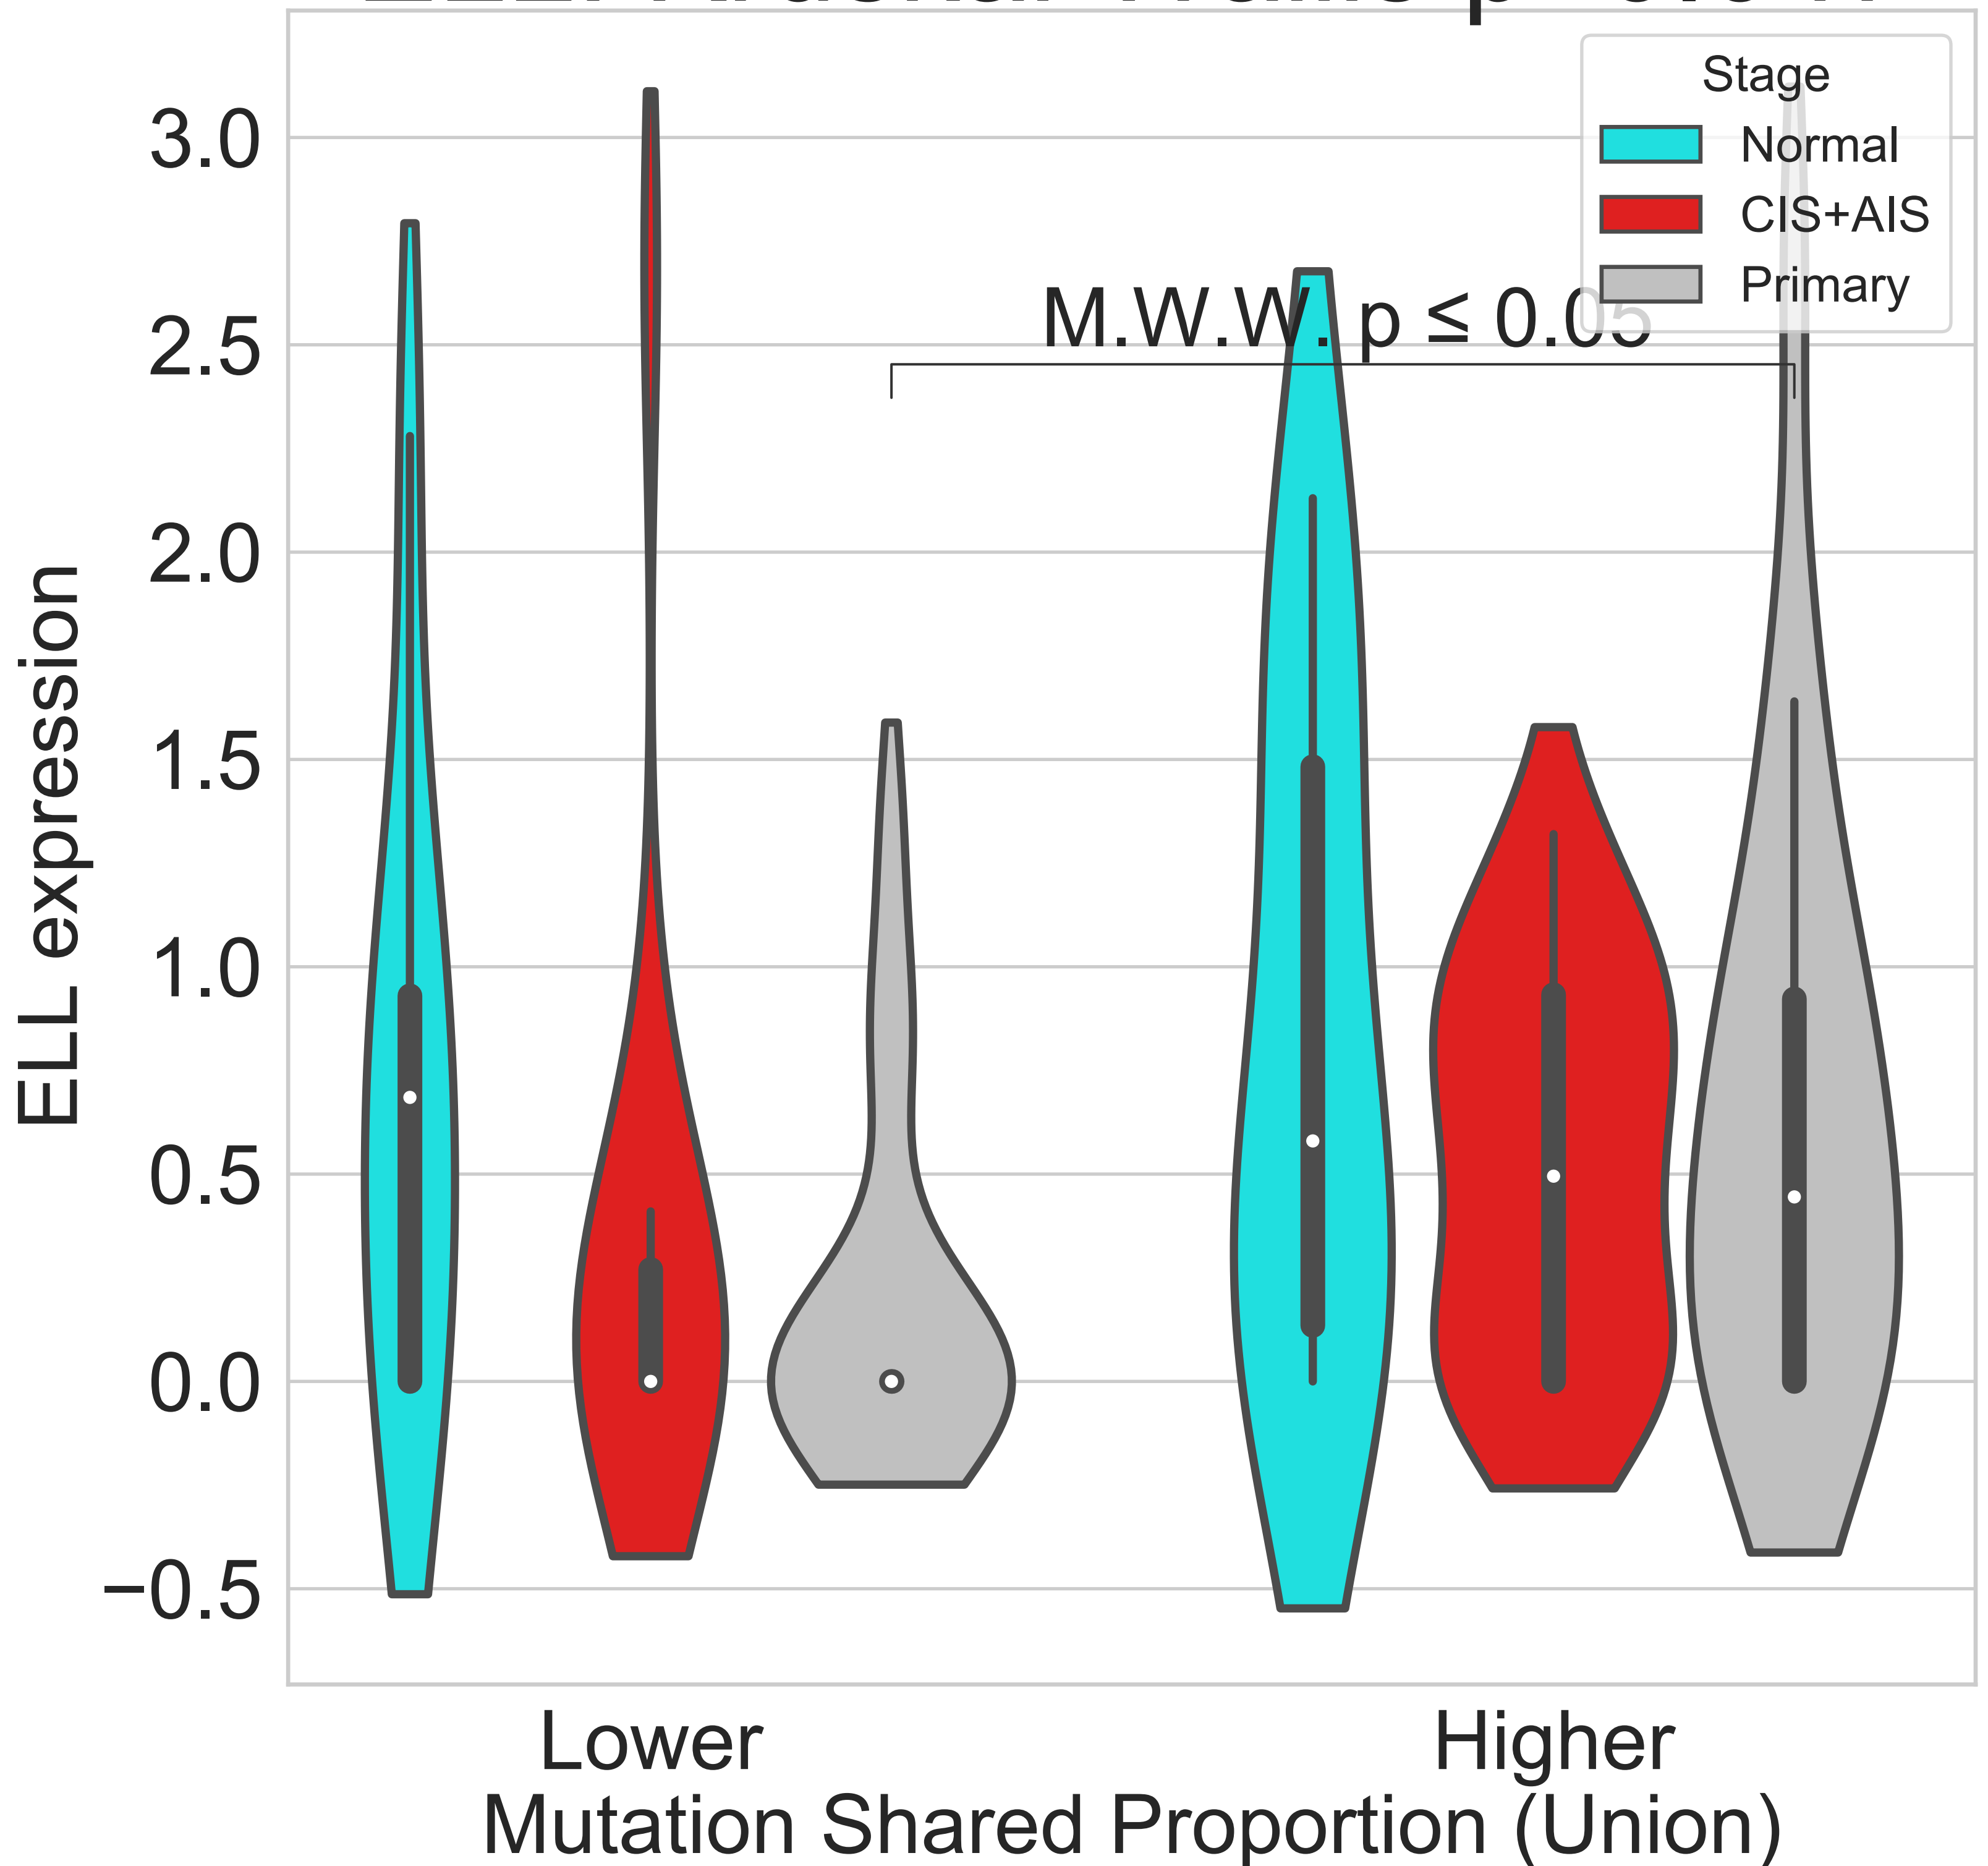 Stage
Normal
CIS+AIS
Primary
M.W.W. p ≤ 0.05
3.0
2.5
2.0
1.5
1.0
0.5
0.0
−0.5
ELL expression
Lower
Higher
Mutation Shared Proportion (Union)